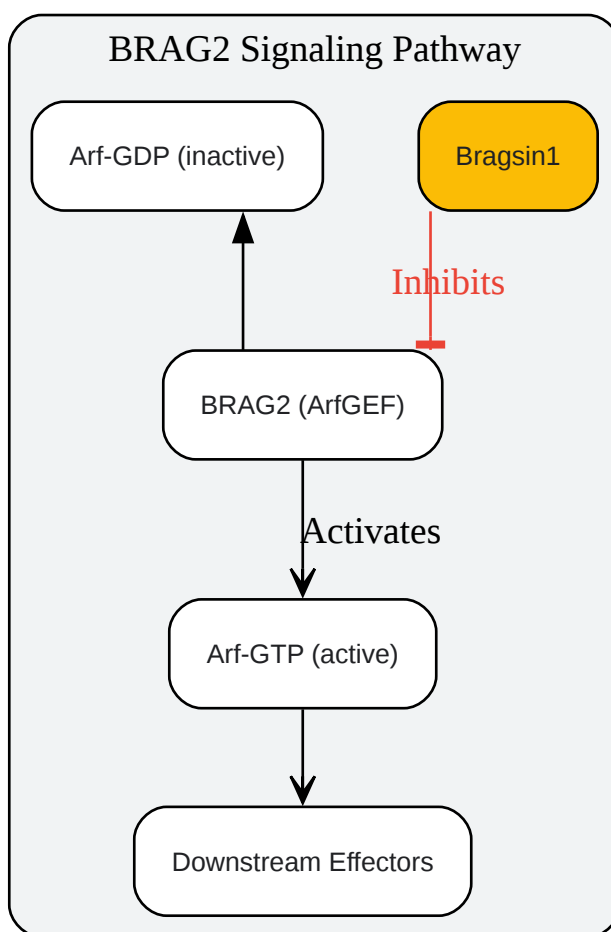 BRAG2 Signaling Pathway
Arf-GDP (inactive)
Bragsin1
Inhibits
BRAG2 (ArfGEF)
Activates
Arf-GTP (active)
Downstream Effectors